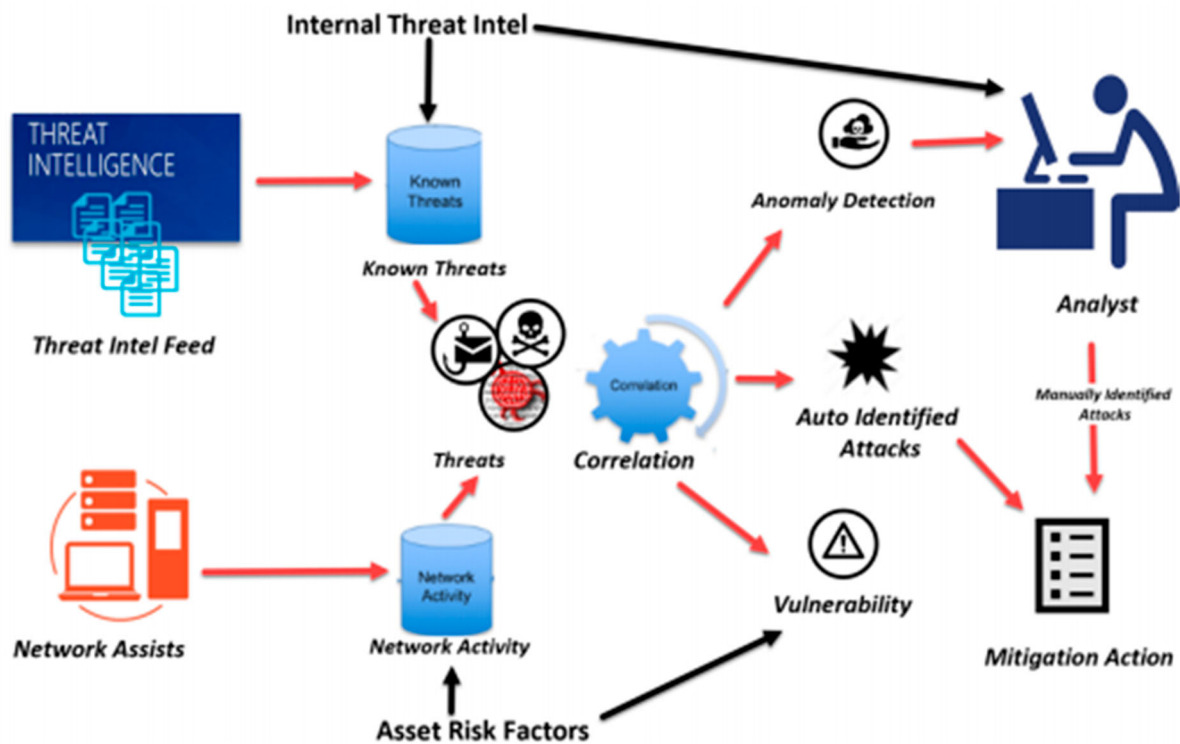 Internal Threat Intel
THREAT
INTELLIGENCE
Known
Threats
Anomaly Detection
Known Threats
Analyst
Threat Intel Feed
Correlation
Manually Identified
Attacks
Auto Identified
Attacks
Threats
Correlation
Network
Activity
Vulnerability
Network Assists
Network Activity
Mitigation Action
Asset Risk Factors